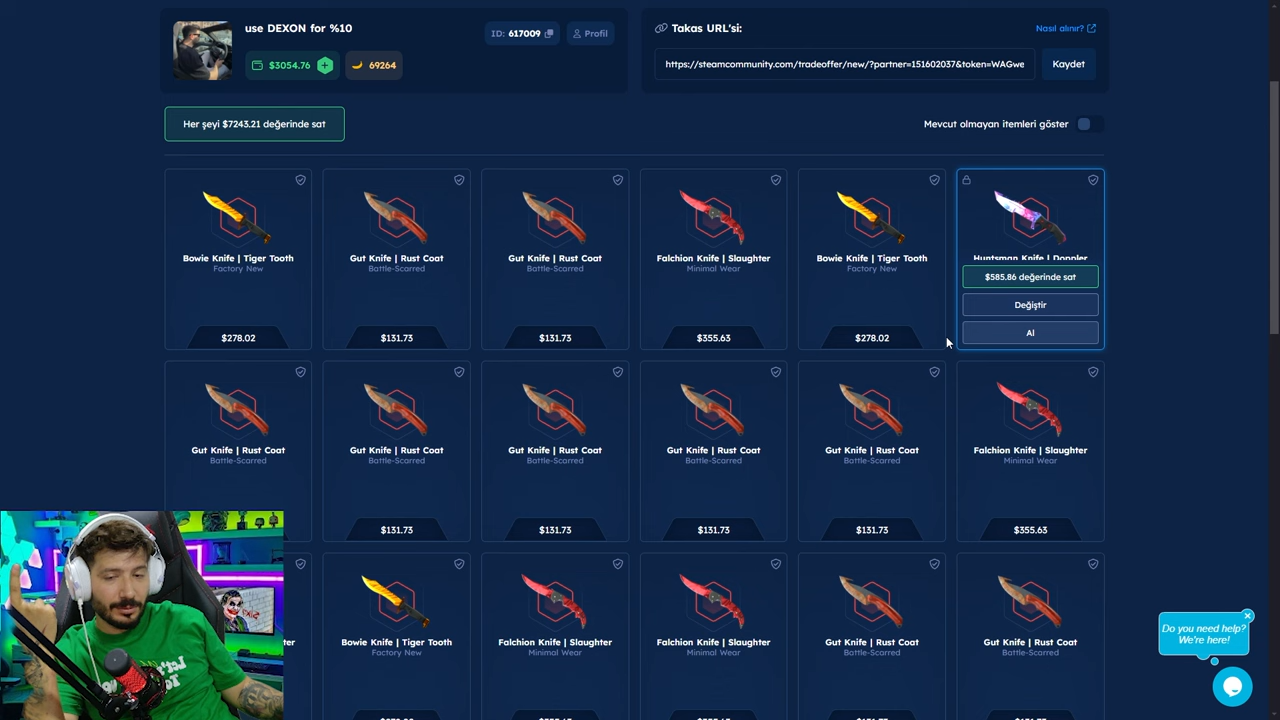 use DEXON for %10
ID: 617009
Profil
$3054.76
69264
Takas URL'si:
Nasıl alınır?
https://steamcommunity.com/tradeoffer/new/?partner=151602037&token=WAGwe
Kaydet
Her şeyi $7243.21 değerinde sat
Mevcut olmayan itemleri göster
Bowie Knife | Tiger Tooth
Factory New
$278.02
Gut Knife | Rust Coat
Battle-Scarred
$131.73
Gut Knife | Rust Coat
Battle-Scarred
$131.73
Falchion Knife | Slaughter
Minimal Wear
$355.63
Bowie Knife | Tiger Tooth
Factory New
$278.02
Huntsman Knife | Doppler
$585.86 değerinde sat
Değiştir
Al
Gut Knife | Rust Coat
Battle-Scarred
Gut Knife | Rust Coat
Battle-Scarred
$131.73
Gut Knife | Rust Coat
Battle-Scarred
$131.73
Gut Knife | Rust Coat
Battle-Scarred
$131.73
Gut Knife | Rust Coat
Battle-Scarred
$131.73
Falchion Knife | Slaughter
Minimal Wear
$355.63
Bowie Knife | Tiger Tooth
Factory New
Falchion Knife | Slaughter
Minimal Wear
Falchion Knife | Slaughter
Minimal Wear
Gut Knife | Rust Coat
Battle-Scarred
Gut Knife | Rust Coat
Battle-Scarred
Do you need help?
We're here!